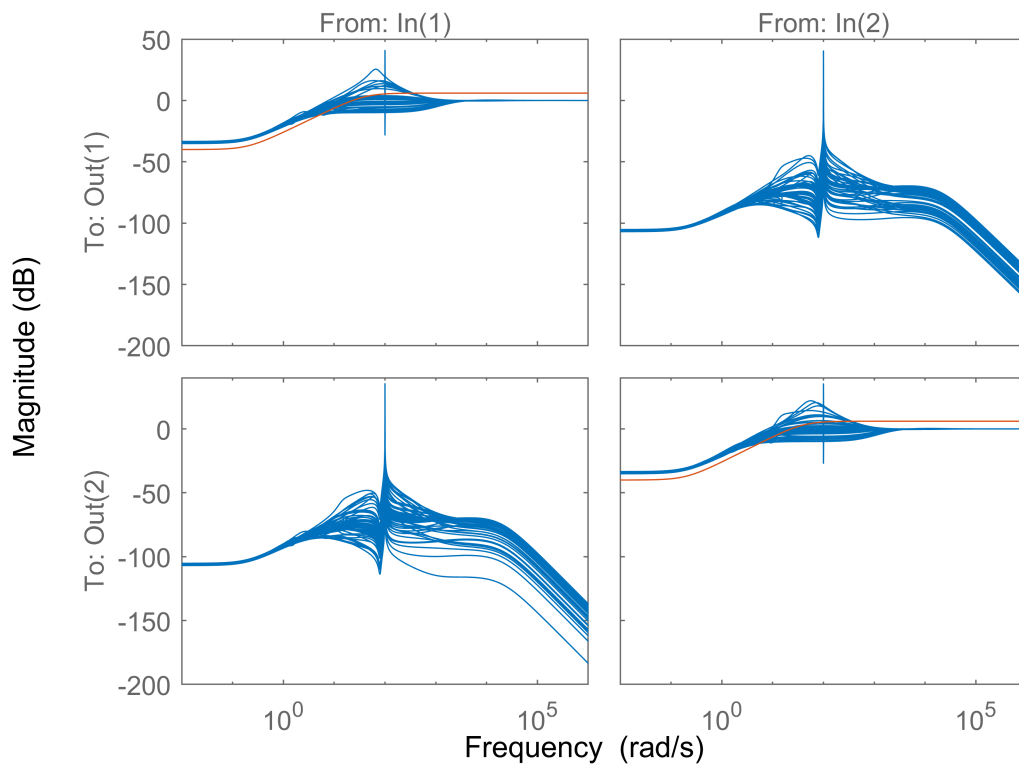 From: In(1)
From: In(2)
50
0
-50
-100
-150
-200
To: Out(1)
Magnitude (dB)
0
-50
-100
-150
-200
To: Out(2)
10^0
10^5
10^0
10^5
Frequency (rad/s)